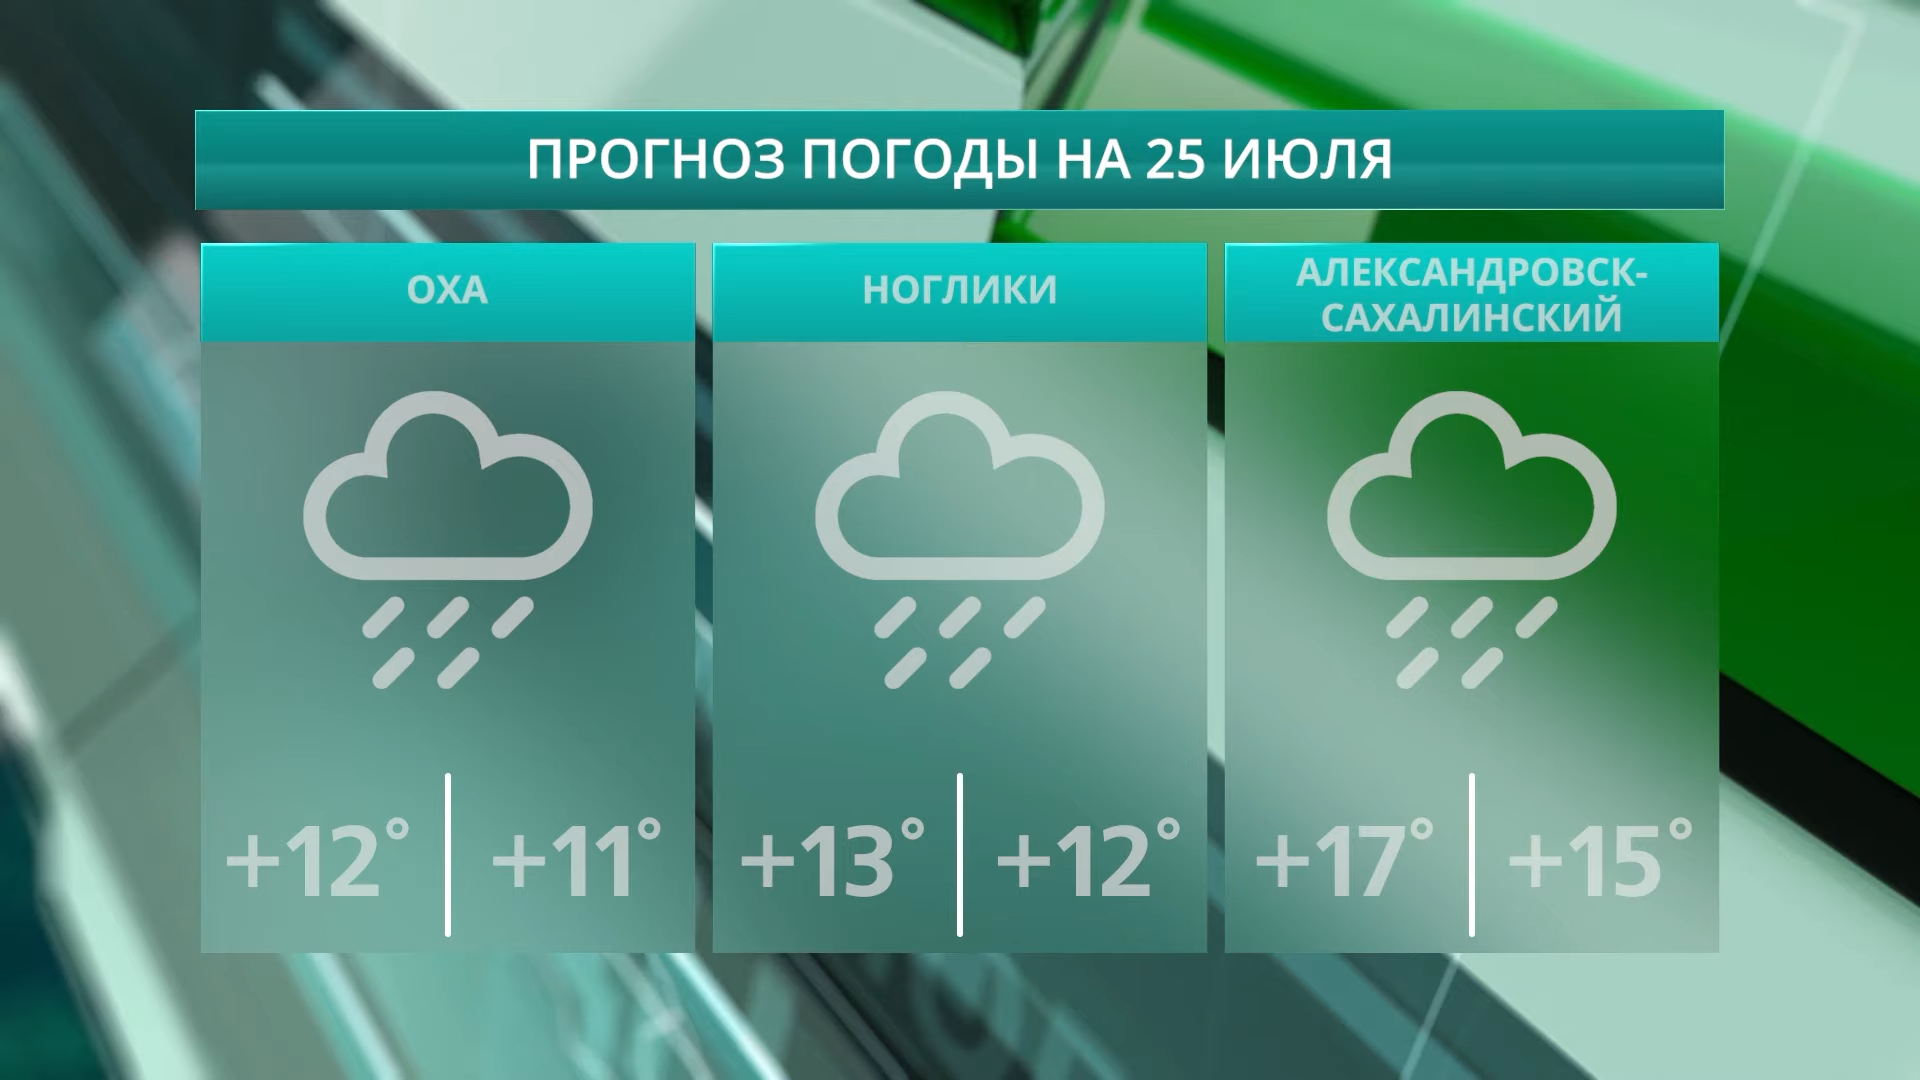 ПРОГНОЗ ПОГОДЫ НА 25 ИЮЛЯ
ОХА
НОГЛИКИ
АЛЕКСАНДРОВСК-
САХАЛИНСКИЙ
+12° +11°
+13° +12°
+17° +15°